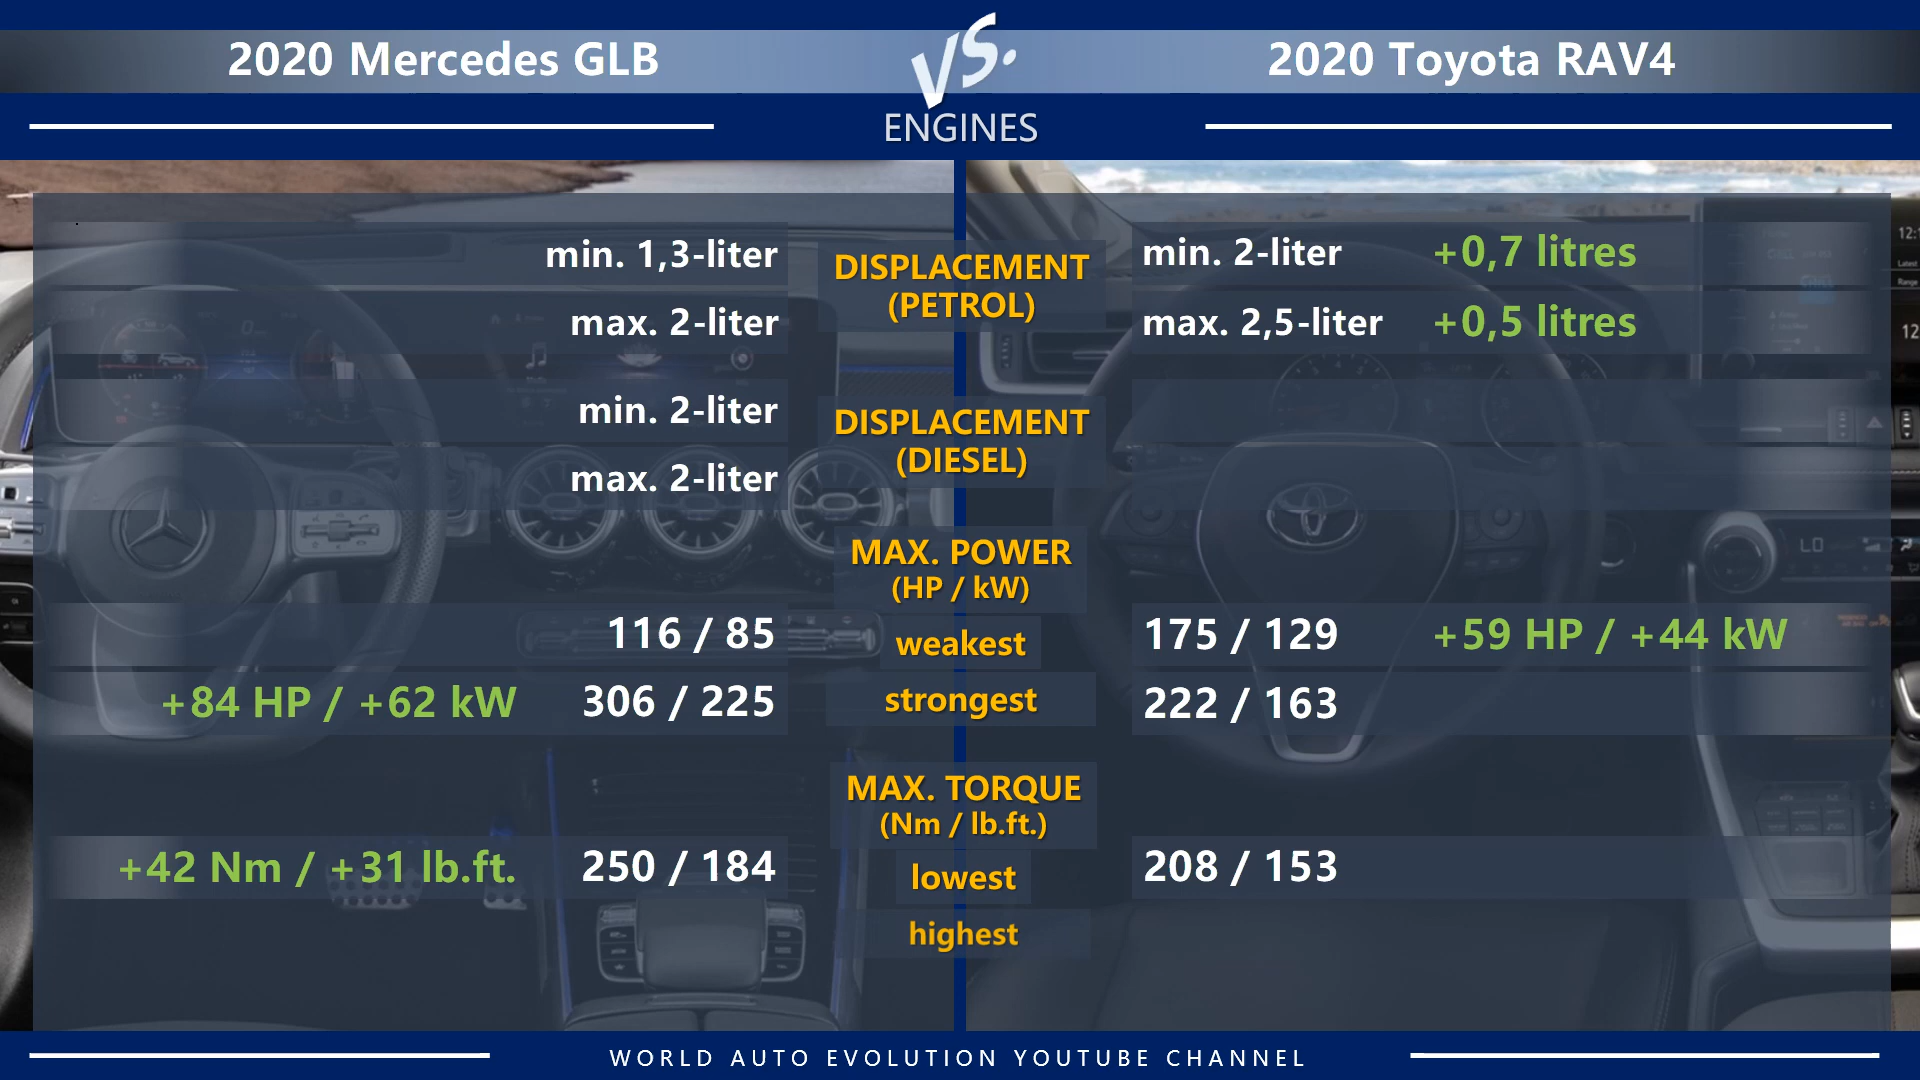 2020 Mercedes GLB
VS.
2020 Toyota RAV4
ENGINES
min. 1,3-liter
DISPLACEMENT
(PETROL)
min. 2-liter +0,7 litres
max. 2-liter
max. 2,5-liter +0,5 litres
min. 2-liter
DISPLACEMENT
(DIESEL)
max. 2-liter
MAX. POWER
(HP / kW)
116 / 85
weakest
175 / 129 +59 HP / +44 kW
+84 HP / +62 kW 306 / 225
strongest
222 / 163
MAX. TORQUE
(Nm / lb.ft.)
+42 Nm / +31 lb.ft. 250 / 184
lowest
208 / 153
highest
LO
WORLD AUTO EVOLUTION YOUTUBE CHANNEL